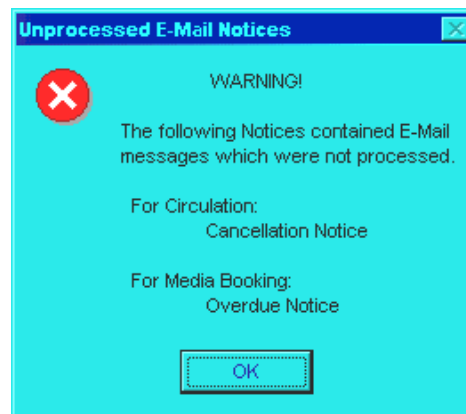 Unprocessed E-Mail Notices
WARNING!
The following Notices contained E-Mail
messages which were not processed.
For Circulation:
Cancellation Notice
For Media Booking:
Overdue Notice
OK